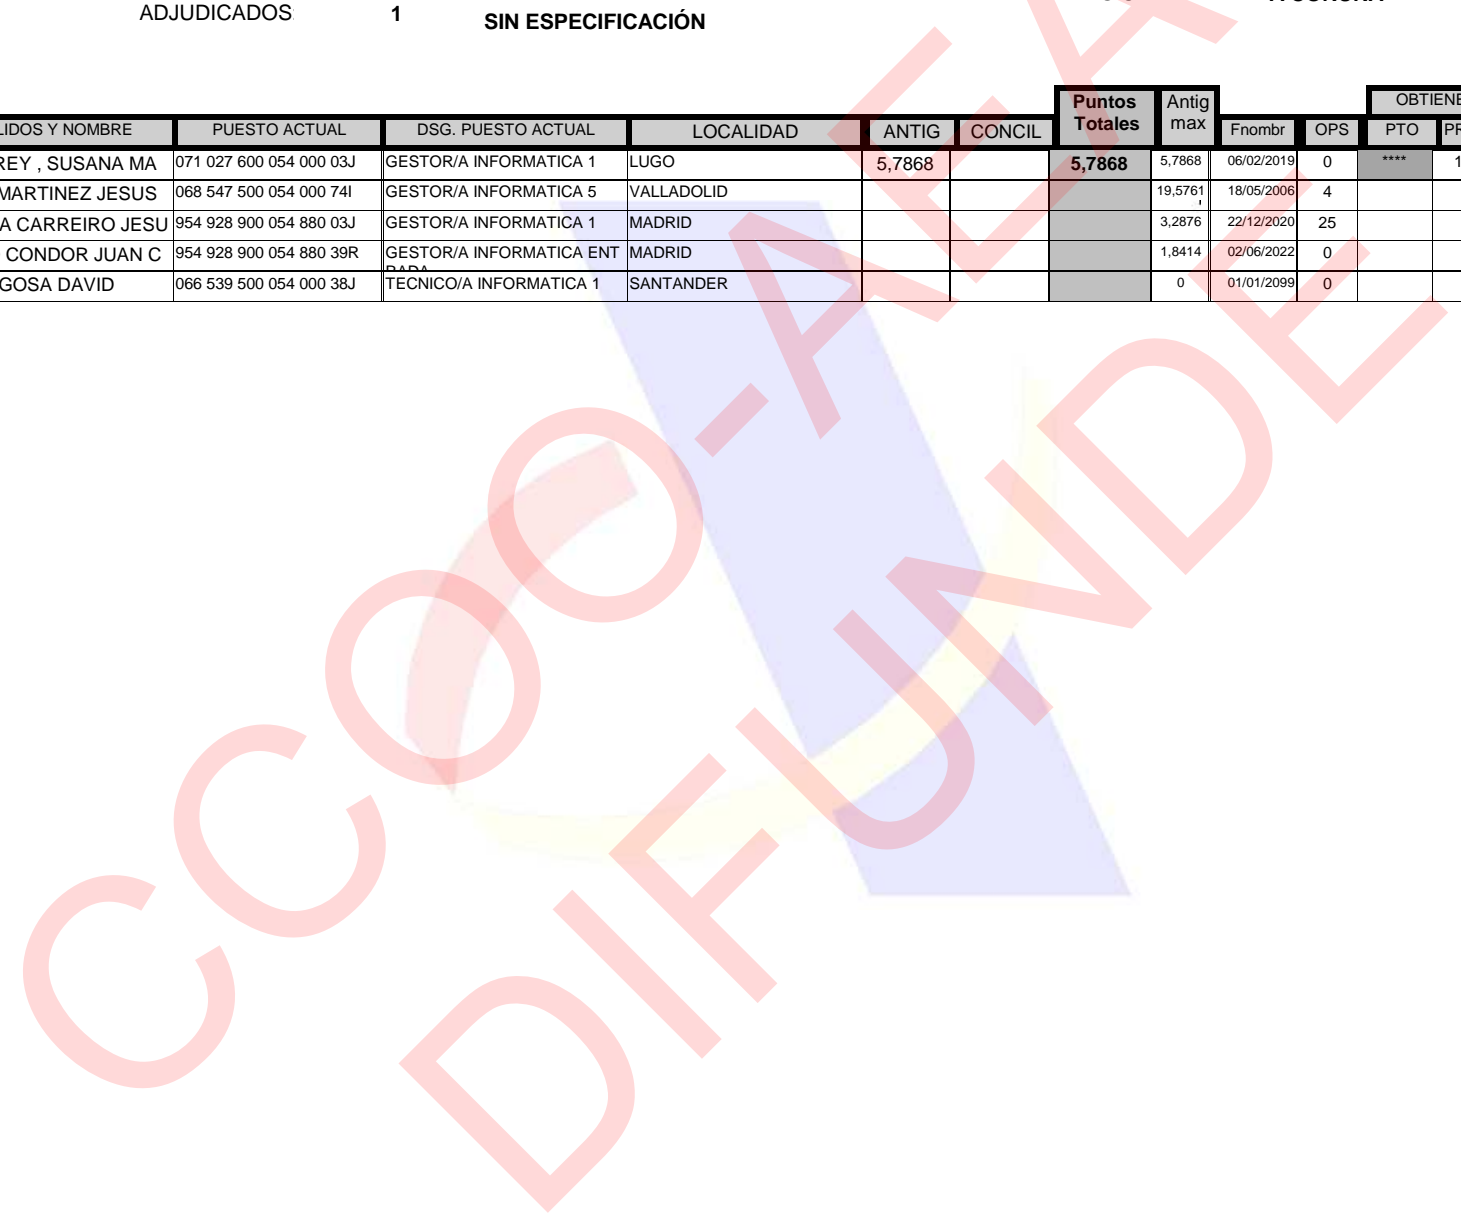 ADJUDICADOS 1 SIN ESPECIFICACIÓN
Puntos Totales Antig max OBTIENE
LIDOS Y NOMBRE PUESTO ACTUAL DSG. PUESTO ACTUAL LOCALIDAD ANTIG CONCIL Fnombr OPS PTO PR
REY , SUSANA MA 071 027 600 054 000 03J GESTOR/A INFORMATICA 1 LUGO 5,7868 5,7868 5,7868 06/02/2019 0 **** 1
MARTINEZ JESUS 068 547 500 054 000 74I GESTOR/A INFORMATICA 5 VALLADOLID 19,5761 18/05/2006 4
A CARREIRO JESU 954 928 900 054 880 03J GESTOR/A INFORMATICA 1 MADRID 3,2876 22/12/2020 25
CONDOR JUAN C 954 928 900 054 880 39R GESTOR/A INFORMATICA ENT MADRID 1,8414 02/06/2022 0
GOSA DAVID 066 539 500 054 000 38J TECNICO/A INFORMATICA 1 SANTANDER 0 01/01/2099 0
CCOO-AEA
DIFUNDE